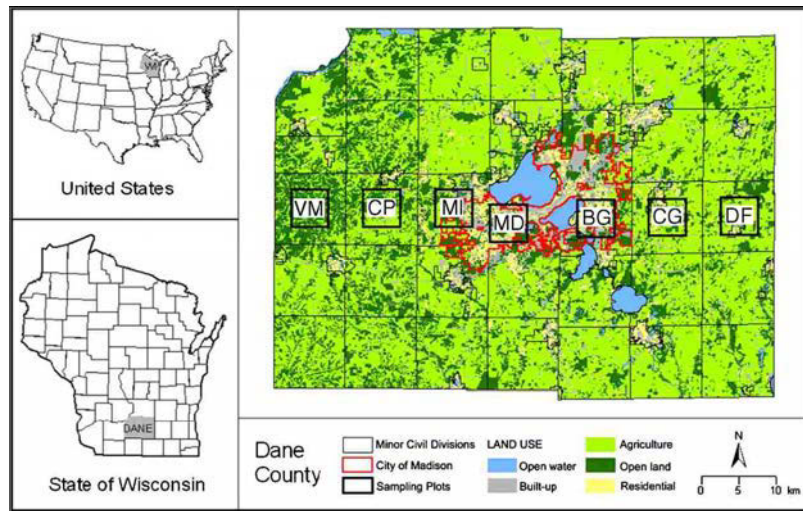 WI
United States
DANE
State of Wisconsin
VM
CP
MI
MD
BG
CG
DF
Dane
County
Minor Civil Divisions
City of Madison
Sampling Plots
LAND USE
Open water
Built-up
Agriculture
Open land
Residential
N
0 5 10 km